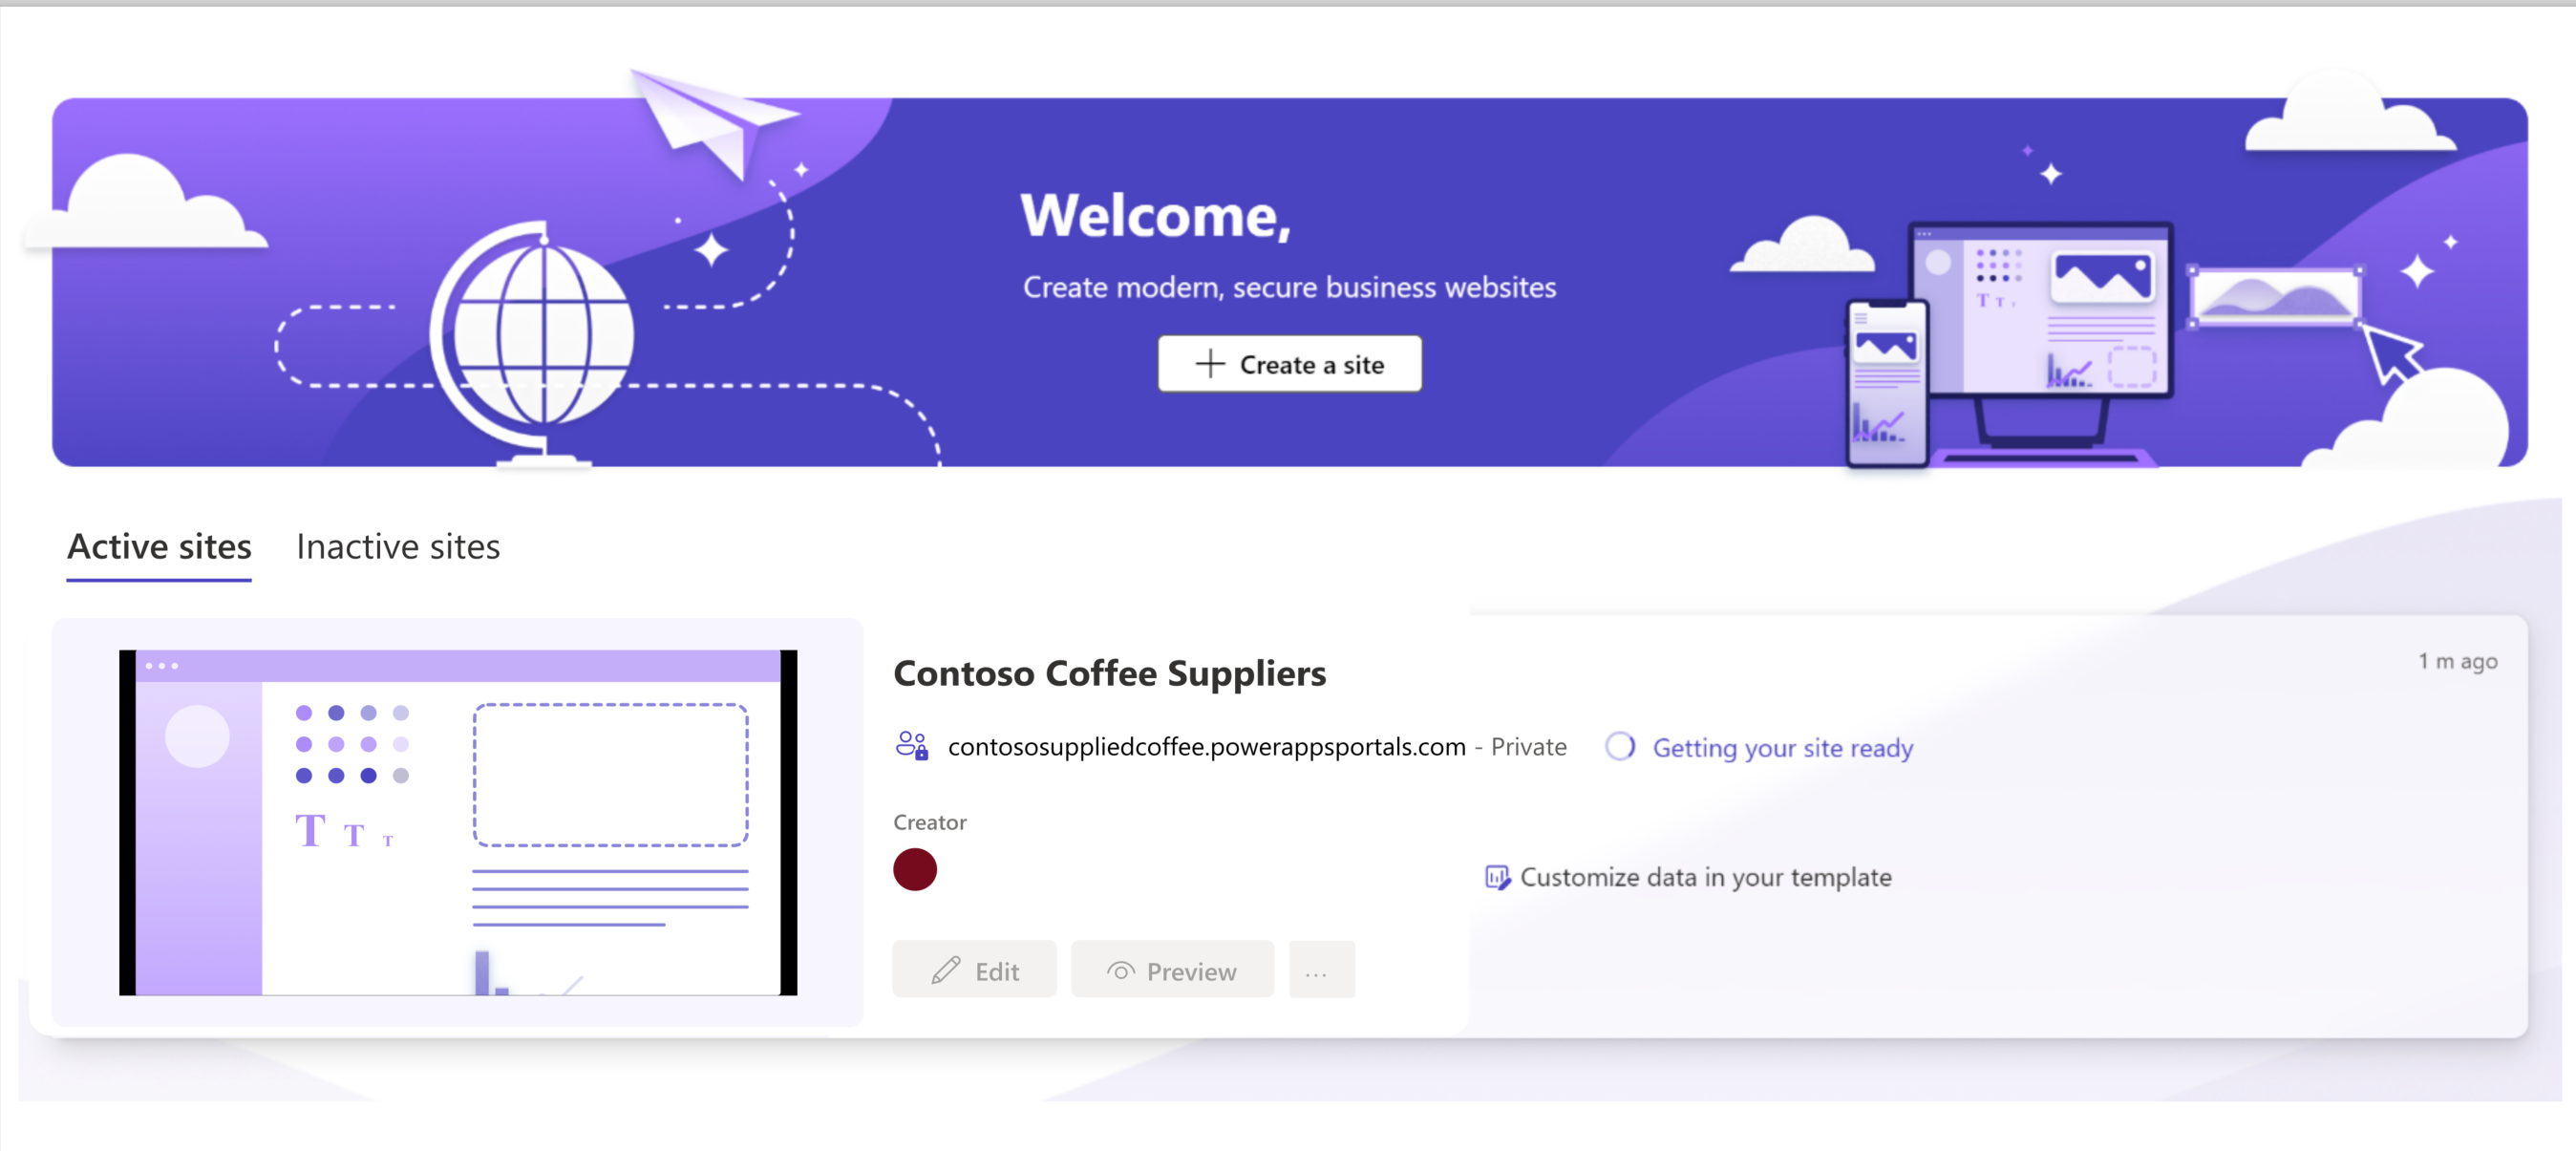 Welcome,
Create modern, secure business websites
Create a site
Active sites Inactive sites
Contoso Coffee Suppliers
1 m ago
contososuppliedcoffee.powerappsportals.com - Private Getting your site ready
Creator
Customize data in your template
T T T
Edit Preview ...